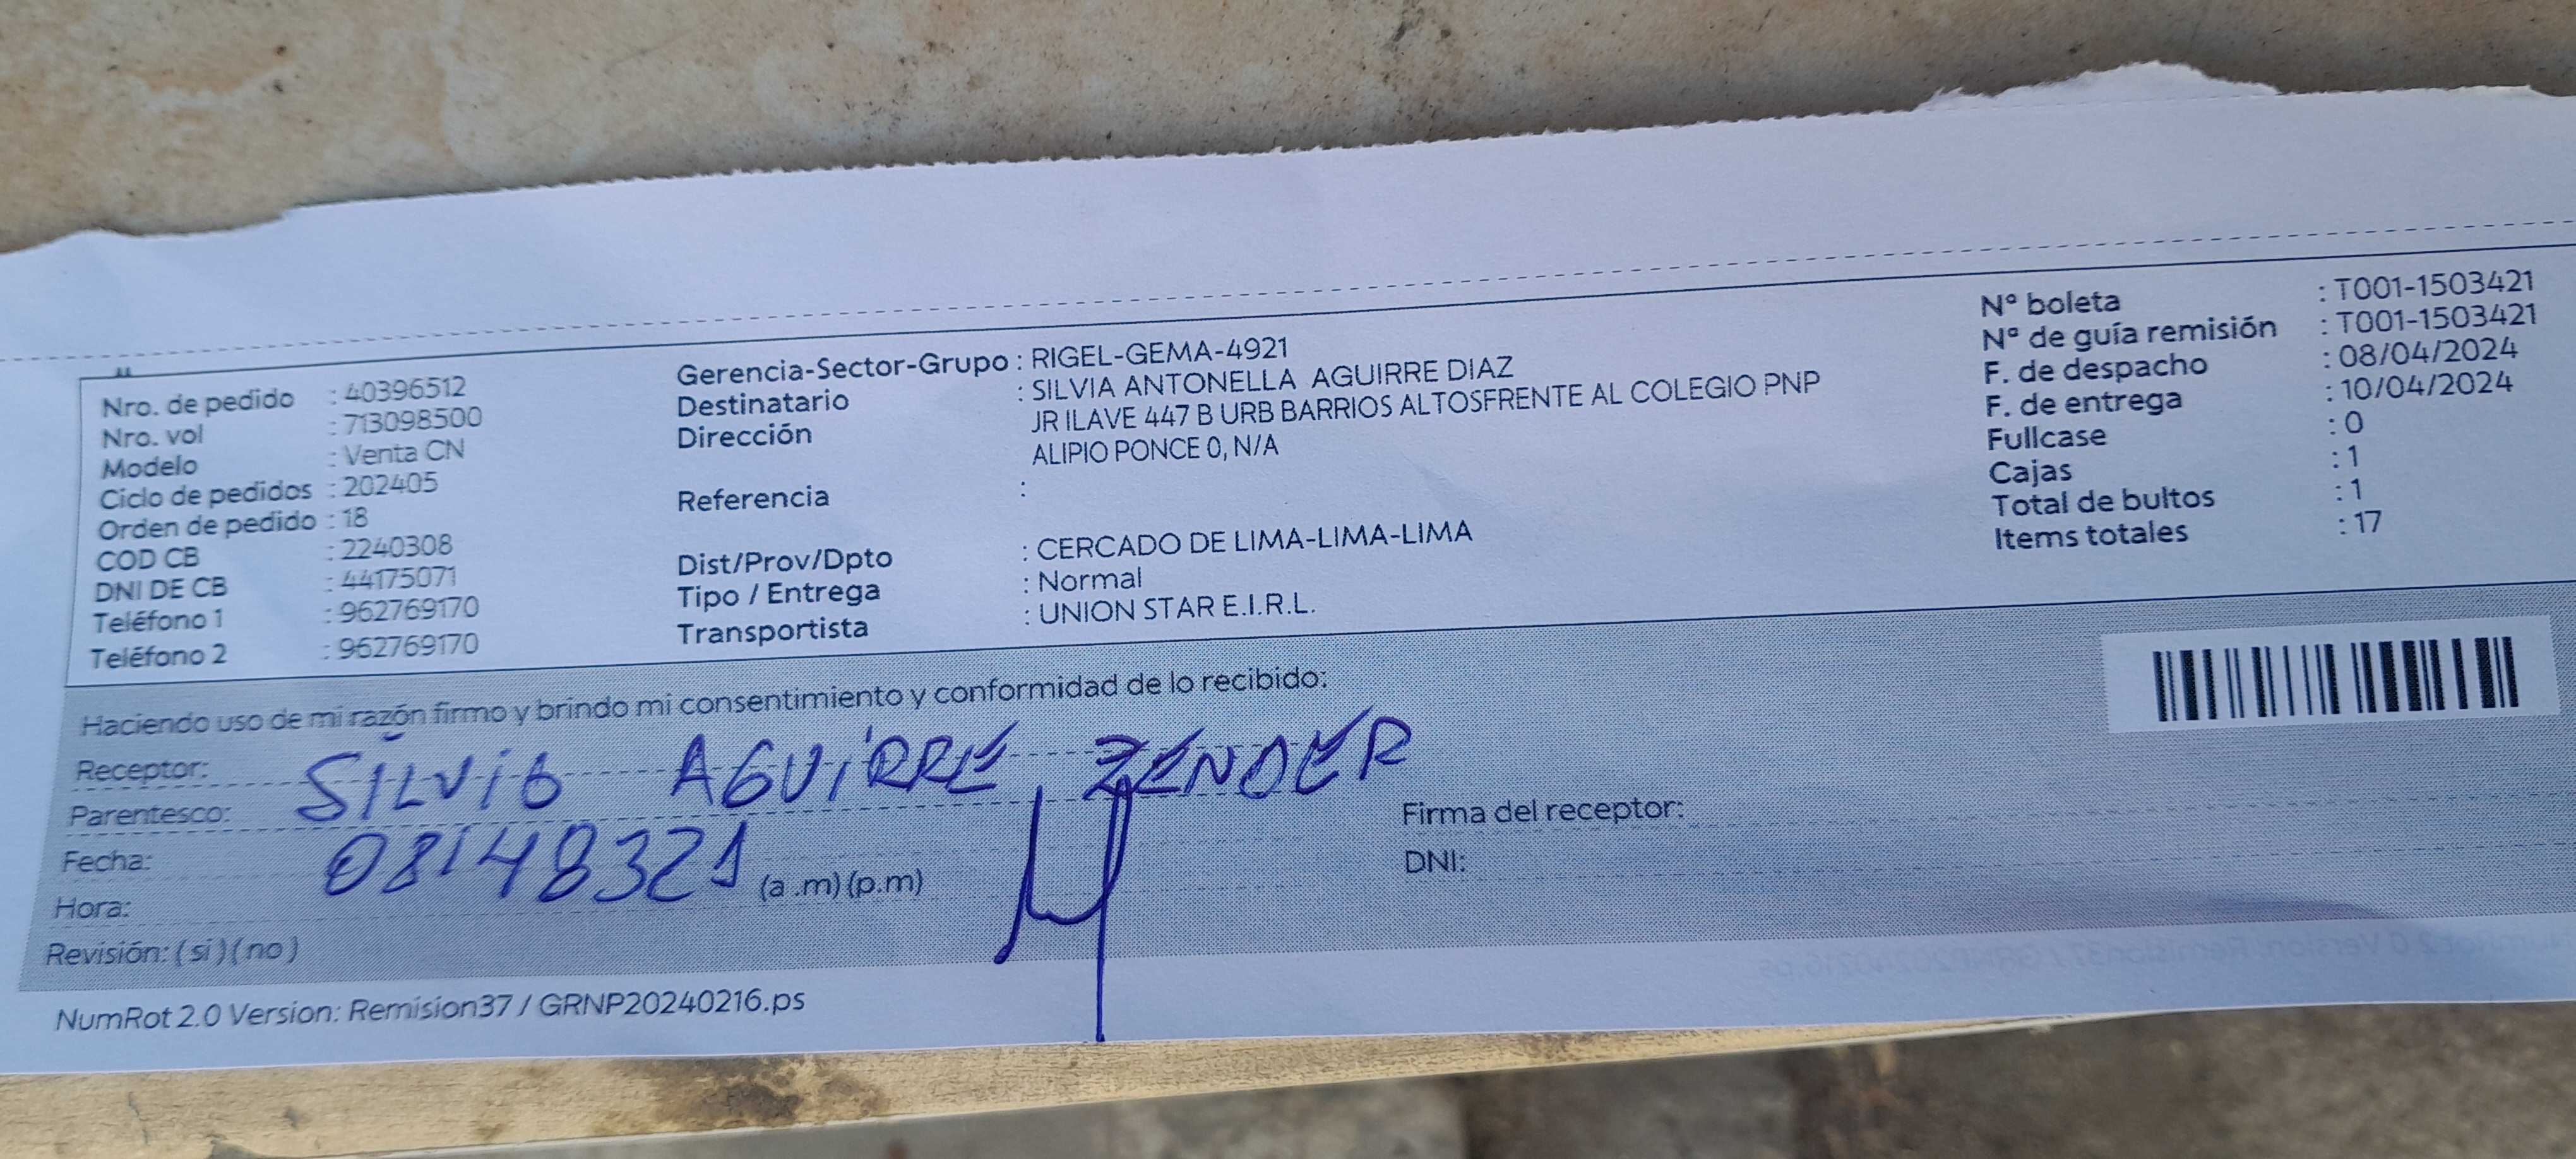 Nro. de pedido : 40396512
Nro. vol : 713098500
Modelo : Venta CN
Ciclo de pedidos : 202405
Orden de pedido : 18
COD CB : 2240308
DNI DE CB : 44175071
Teléfono 1 : 962769170
Teléfono 2 : 962769170
Gerencia-Sector-Grupo : RIGEL-GEMA-4921
Destinatario : SILVIA ANTONELLA AGUIRRE DIAZ
Dirección JR ILAVE 447 B URB BARRIOS ALTOSFRENTE AL COLEGIO PNP
ALIPIO PONCE 0, N/A
Referencia :
Dist/Prov/Dpto : CERCADO DE LIMA-LIMA-LIMA
Tipo / Entrega : Normal
Transportista : UNION STAR E.I.R.L.
N° boleta : T001-1503421
N° de guía remisión : T001-1503421
F. de despacho : 08/04/2024
F. de entrega : 10/04/2024
Fullcase : 0
Cajas : 1
Total de bultos : 1
Items totales : 17
Haciendo uso de mi razón firmo y brindo mi consentimiento y conformidad de lo recibido:
Receptor: SILVIO AGUIRRE ZENDER
Parentesco:
Fecha: 08148321
Hora: (a .m) (p.m)
Revisión: (si) (no)
Firma del receptor:
DNI:
NumRot 2.0 Version: Remision37 / GRNP20240216.ps